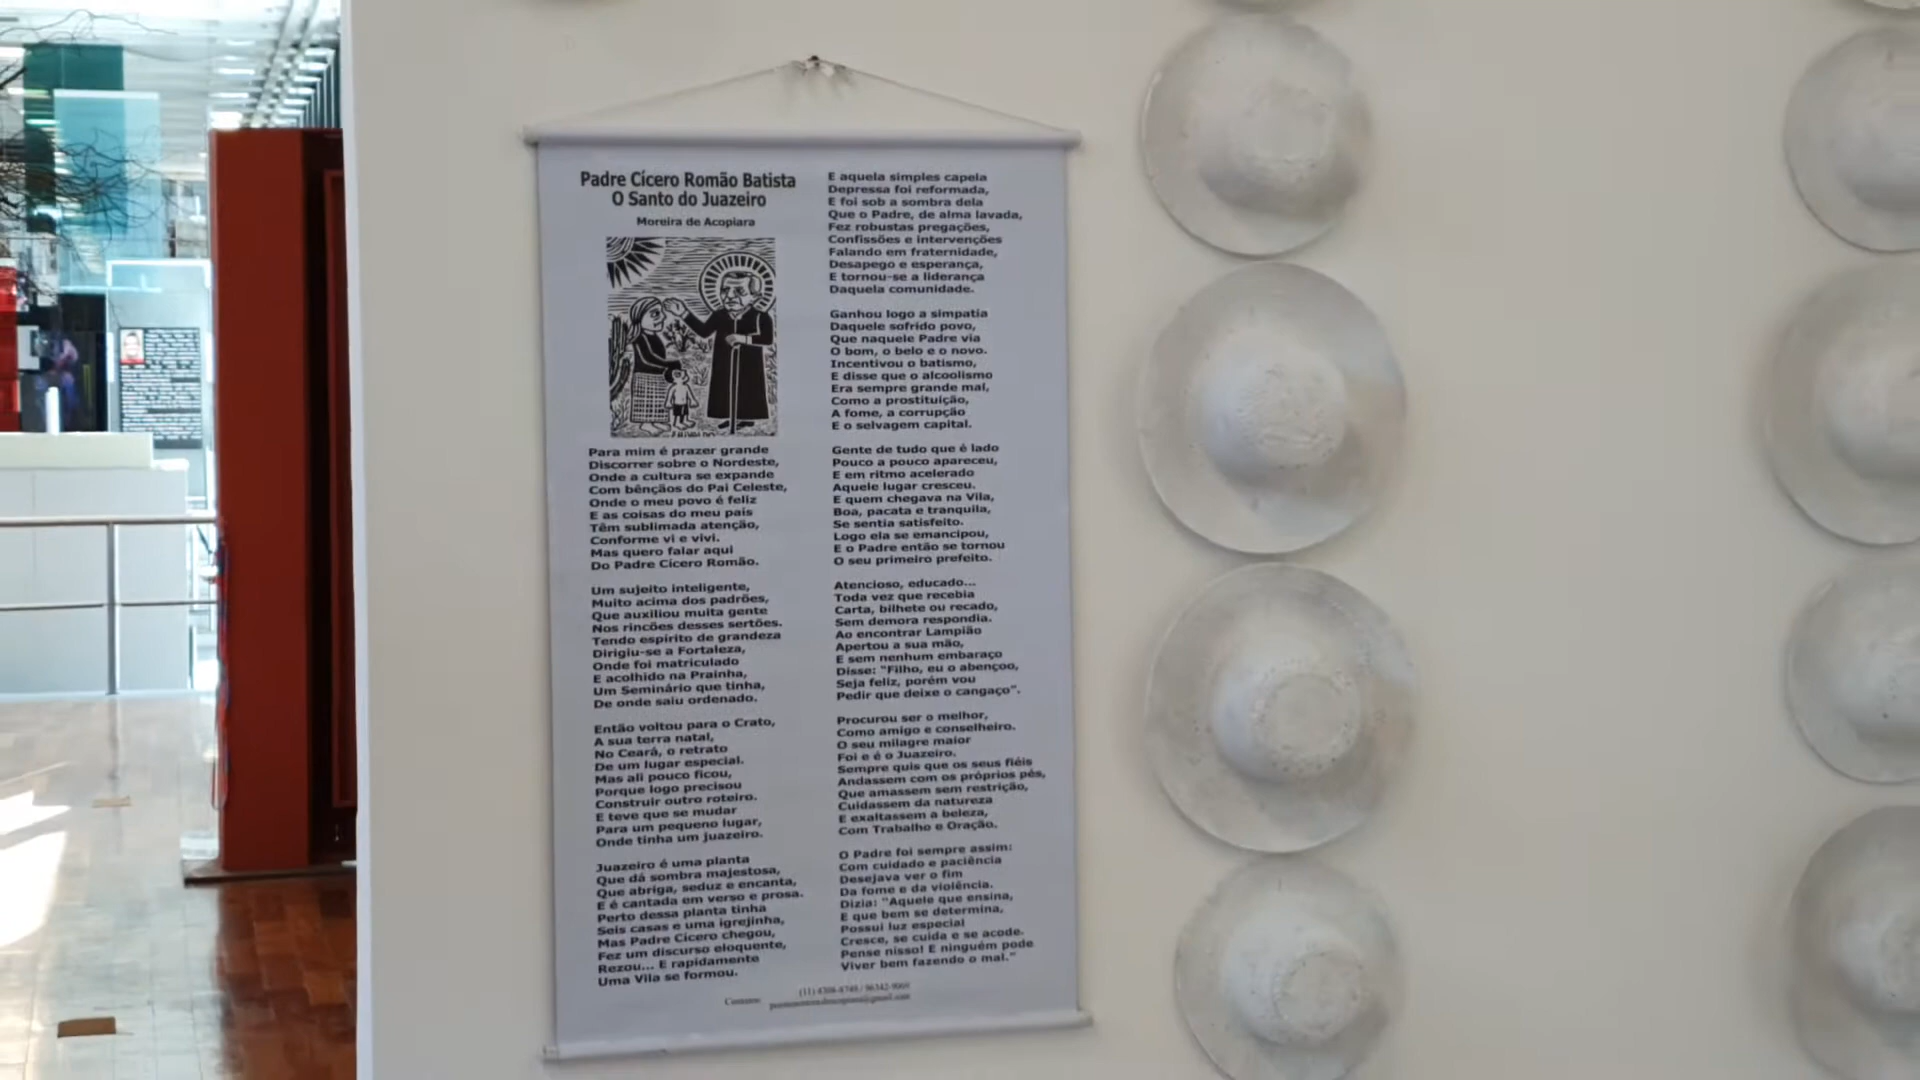 Padre Cícero Romão Batista
O Santo do Juazeiro
Moreira de Acopiara
Para mim é prazer grande
Discorrer sobre o Nordeste,
Onde a cultura se expande
Com bênçãos do Pai Celeste,
Onde o meu povo é feliz
E as coisas do meu país
Têm sublimada atenção,
Conforme vi e vivi.
Mas quero falar aqui
Do Padre Cícero Romão.
Um sujeito inteligente,
Muito acima dos padrões,
Que auxiliou muita gente
Nos rincões desses sertões.
Tendo espírito de grandeza
Dirigiu-se a Fortaleza,
Onde foi matriculado
E acolhido na Prainha,
Um Seminário que tinha,
De onde saiu ordenado.
Então voltou para o Crato,
A sua terra natal,
No Ceará, o retrato
De um lugar especial.
Mas ali pouco ficou,
Porque logo precisou
Construir outro roteiro.
E teve que se mudar
Para um pequeno lugar,
Onde tinha um juazeiro.
Juazeiro é uma planta
Que dá sombra majestosa,
Que abriga, seduz e encanta,
E é cantada em verso e prosa.
Perto dessa planta tinha
Seis casas e uma igrejinha,
Mas Padre Cícero chegou,
Fez um discurso eloquente,
Rezou... E rapidamente
Uma Vila se formou.
E aquela simples capela
Depressa foi reformada,
E foi sob a sombra dela
Que o Padre, de alma lavada,
Fez robustas pregações,
Confissões e intervenções
Falando em fraternidade,
Desapego e esperança,
E tornou-se a liderança
Daquela comunidade.
Ganhou logo a simpatia
Daquele sofrido povo,
Que naquele Padre via
O bom, o belo e o novo.
Incentivou o batismo,
E disse que o alcoolismo
Era sempre grande mal,
Como a prostituição,
A fome, a corrupção
E o selvagem capital.
Gente de tudo que é lado
Pouco a pouco apareceu,
E em ritmo acelerado
Aquele lugar cresceu.
E quem chegava na Vila,
Boa, pacata e tranquila,
Se sentia satisfeito.
Logo ela se emancipou,
E o Padre então se tornou
O seu primeiro prefeito.
Atencioso, educado...
Toda vez que recebia
Carta, bilhete ou recado,
Sem demora respondia.
Ao encontrar Lampião
Apertou a sua mão,
E sem nenhum embaraço
Disse: "Filho, eu o abençoo,
Seja feliz, porém vou
Pedir que deixe o cangaço".
Procurou ser o melhor,
Como amigo e conselheiro.
O seu milagre maior
Foi e é o Juazeiro.
Sempre quis que os seus fiéis
Andassem com os próprios pés,
Que amassem sem restrição,
Cuidassem da natureza
E exaltassem a beleza,
Com Trabalho e Oração.
O Padre foi sempre assim:
Com cuidado e paciência
Desejava ver o fim
Da fome e da violência.
Dizia: "Aquele que ensina,
E que bem se determina,
Possui luz especial
Cresce, se cuida e se acode.
Pense nisso! E ninguém pode
Viver bem fazendo o mal."